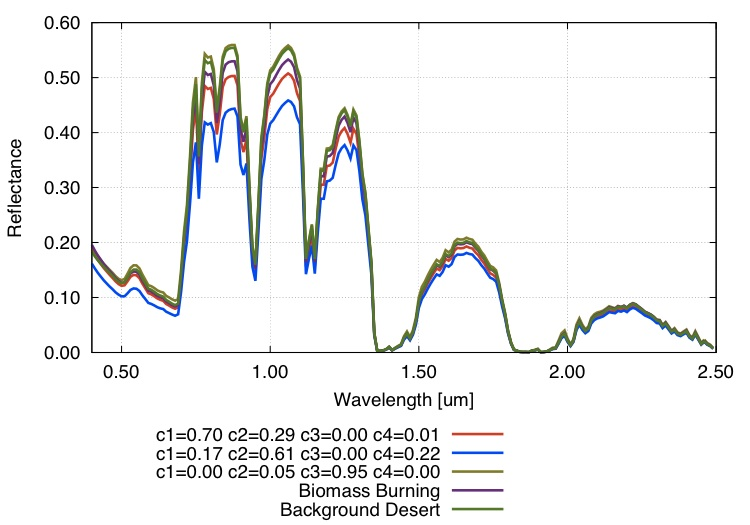 0.60
0.50
0.40
0.30
0.20
0.10
0.00
Reflectance
0.50 1.00 1.50 2.00 2.50
Wavelength [um]
c1=0.70 c2=0.29 c3=0.00 c4=0.01
c1=0.17 c2=0.61 c3=0.00 c4=0.22
c1=0.00 c2=0.05 c3=0.95 c4=0.00
Biomass Burning
Background Desert